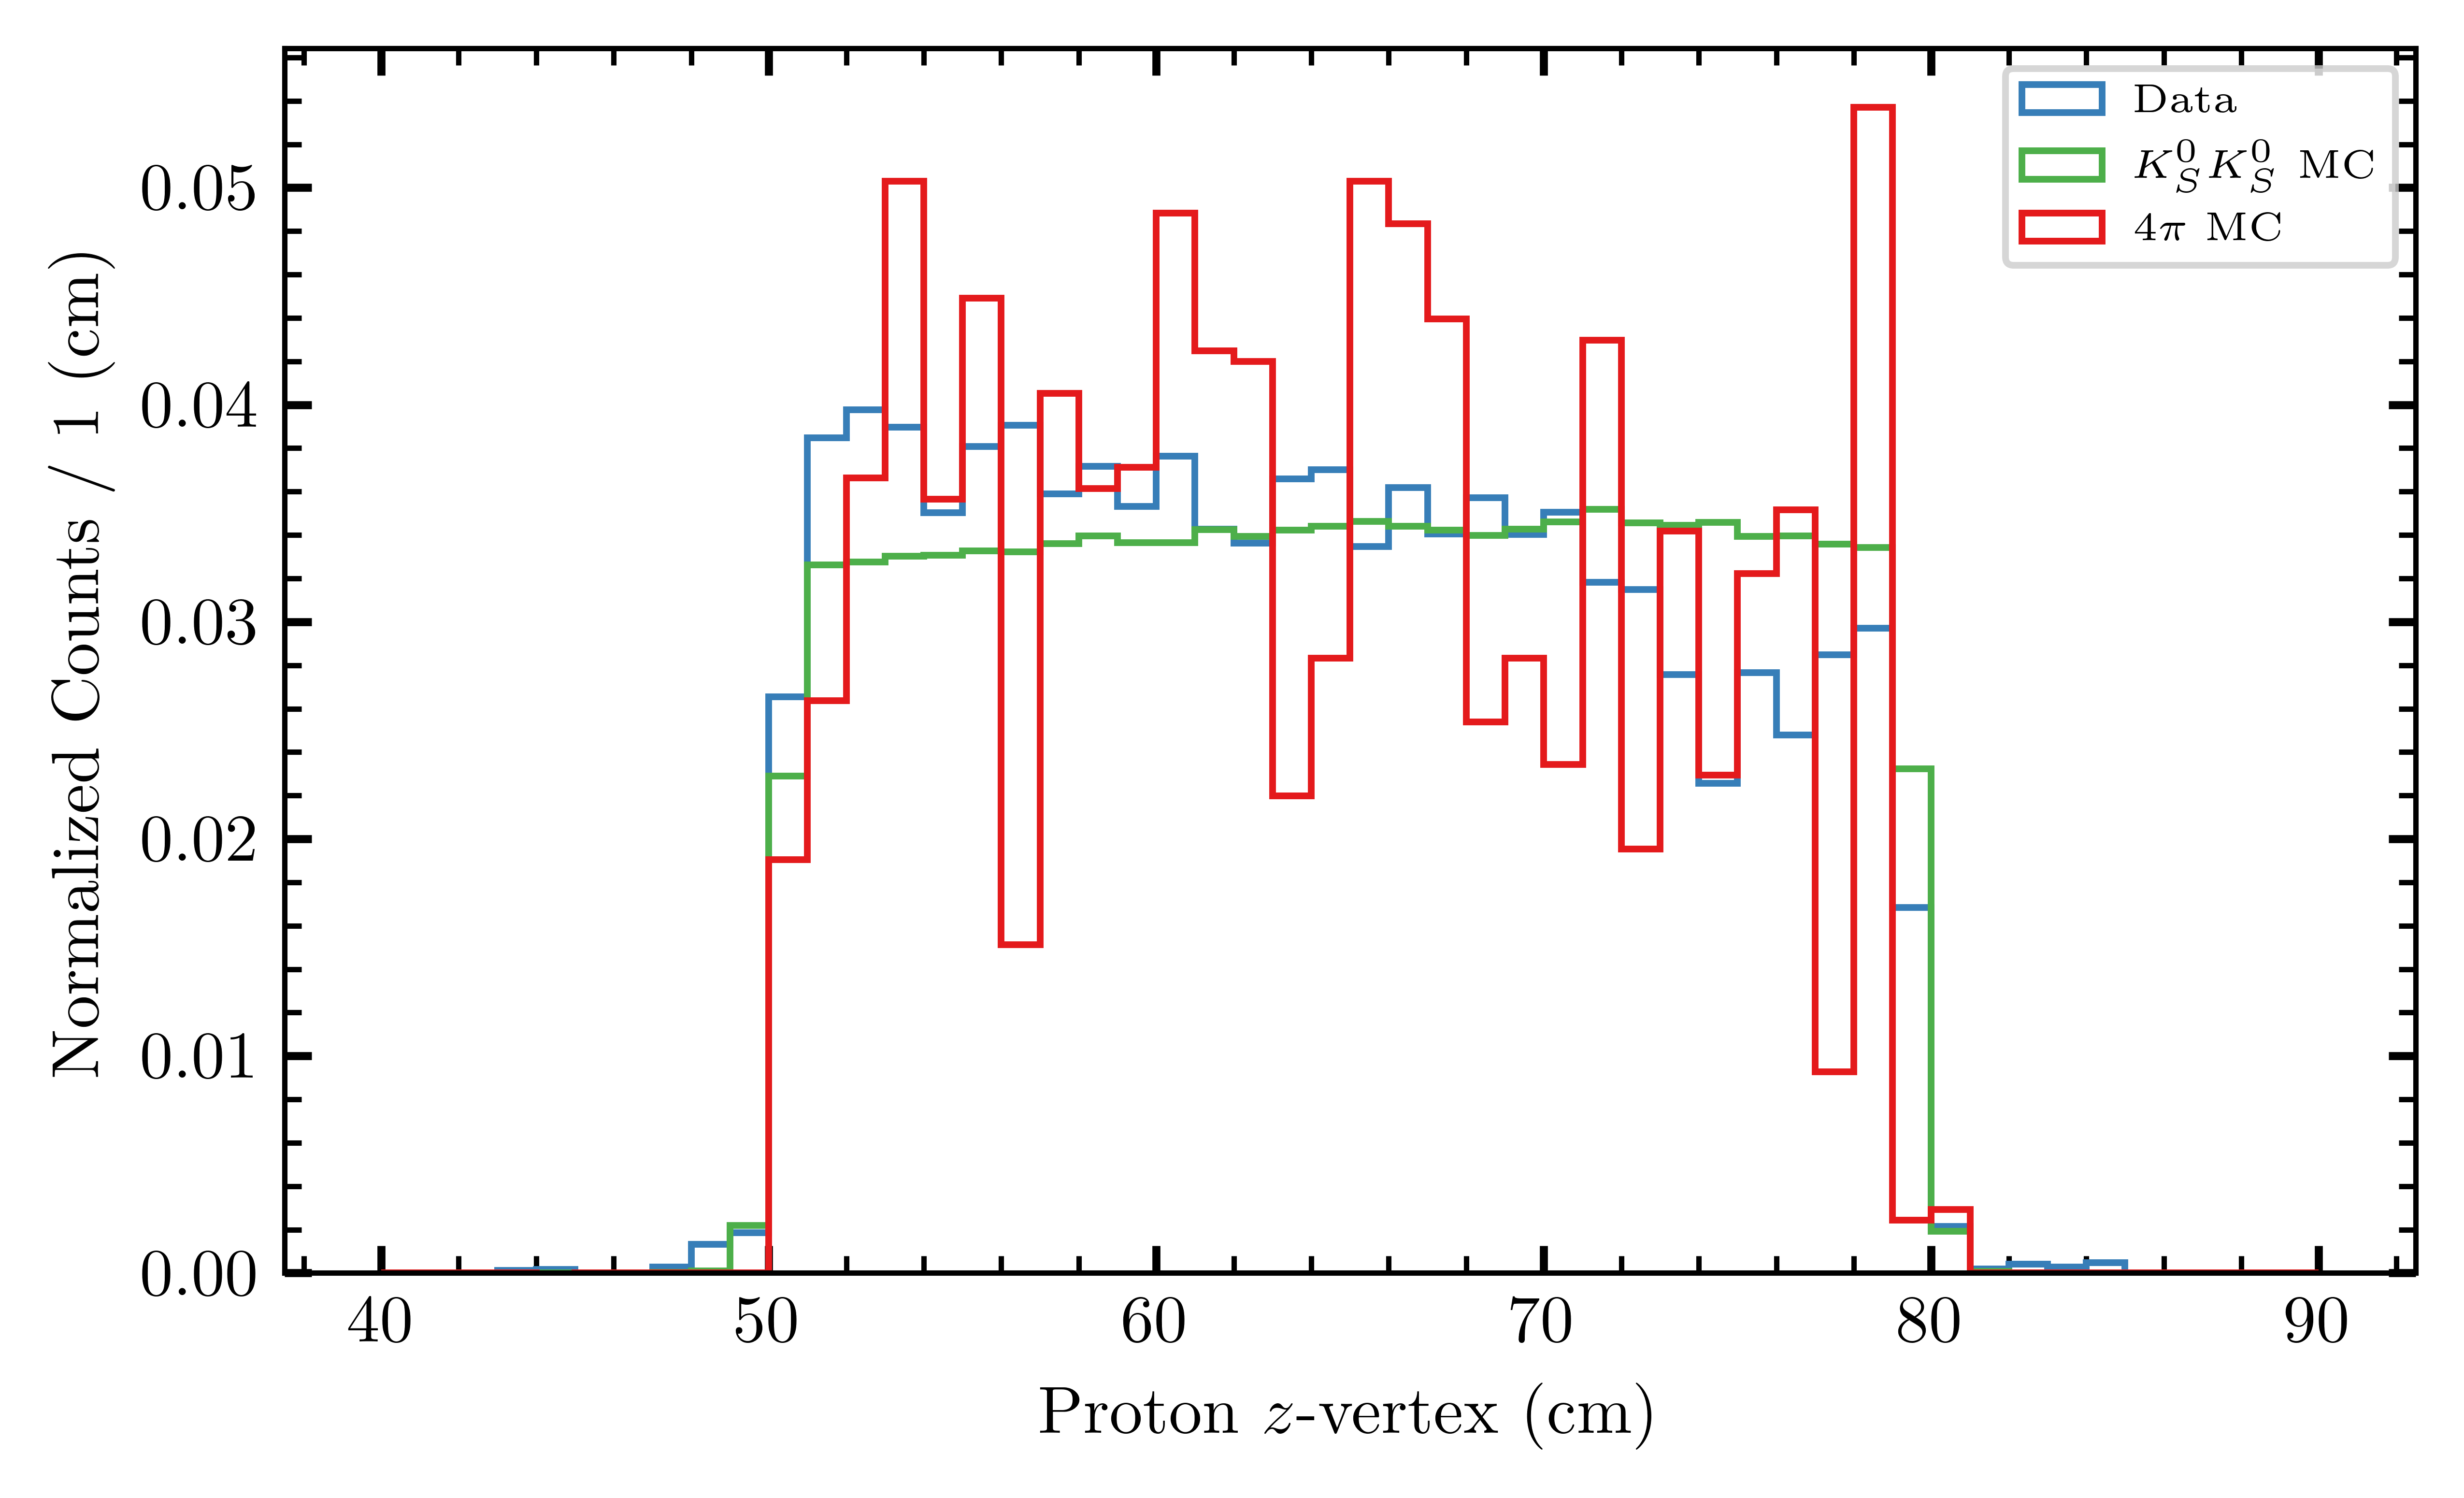 Data
$K_S^0 K_S^0$ MC
4π MC
Normalized Counts / 1 (cm)
0.05
0.04
0.03
0.02
0.01
0.00
40 50 60 70 80 90
Proton z-vertex (cm)